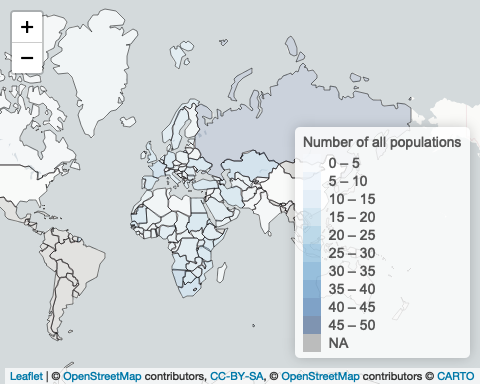 +
−
Number of all populations
0 – 5
5 – 10
10 – 15
15 – 20
20 – 25
25 – 30
30 – 35
35 – 40
40 – 45
45 – 50
NA
Leaflet | © OpenStreetMap contributors, CC-BY-SA, © OpenStreetMap contributors © CARTO